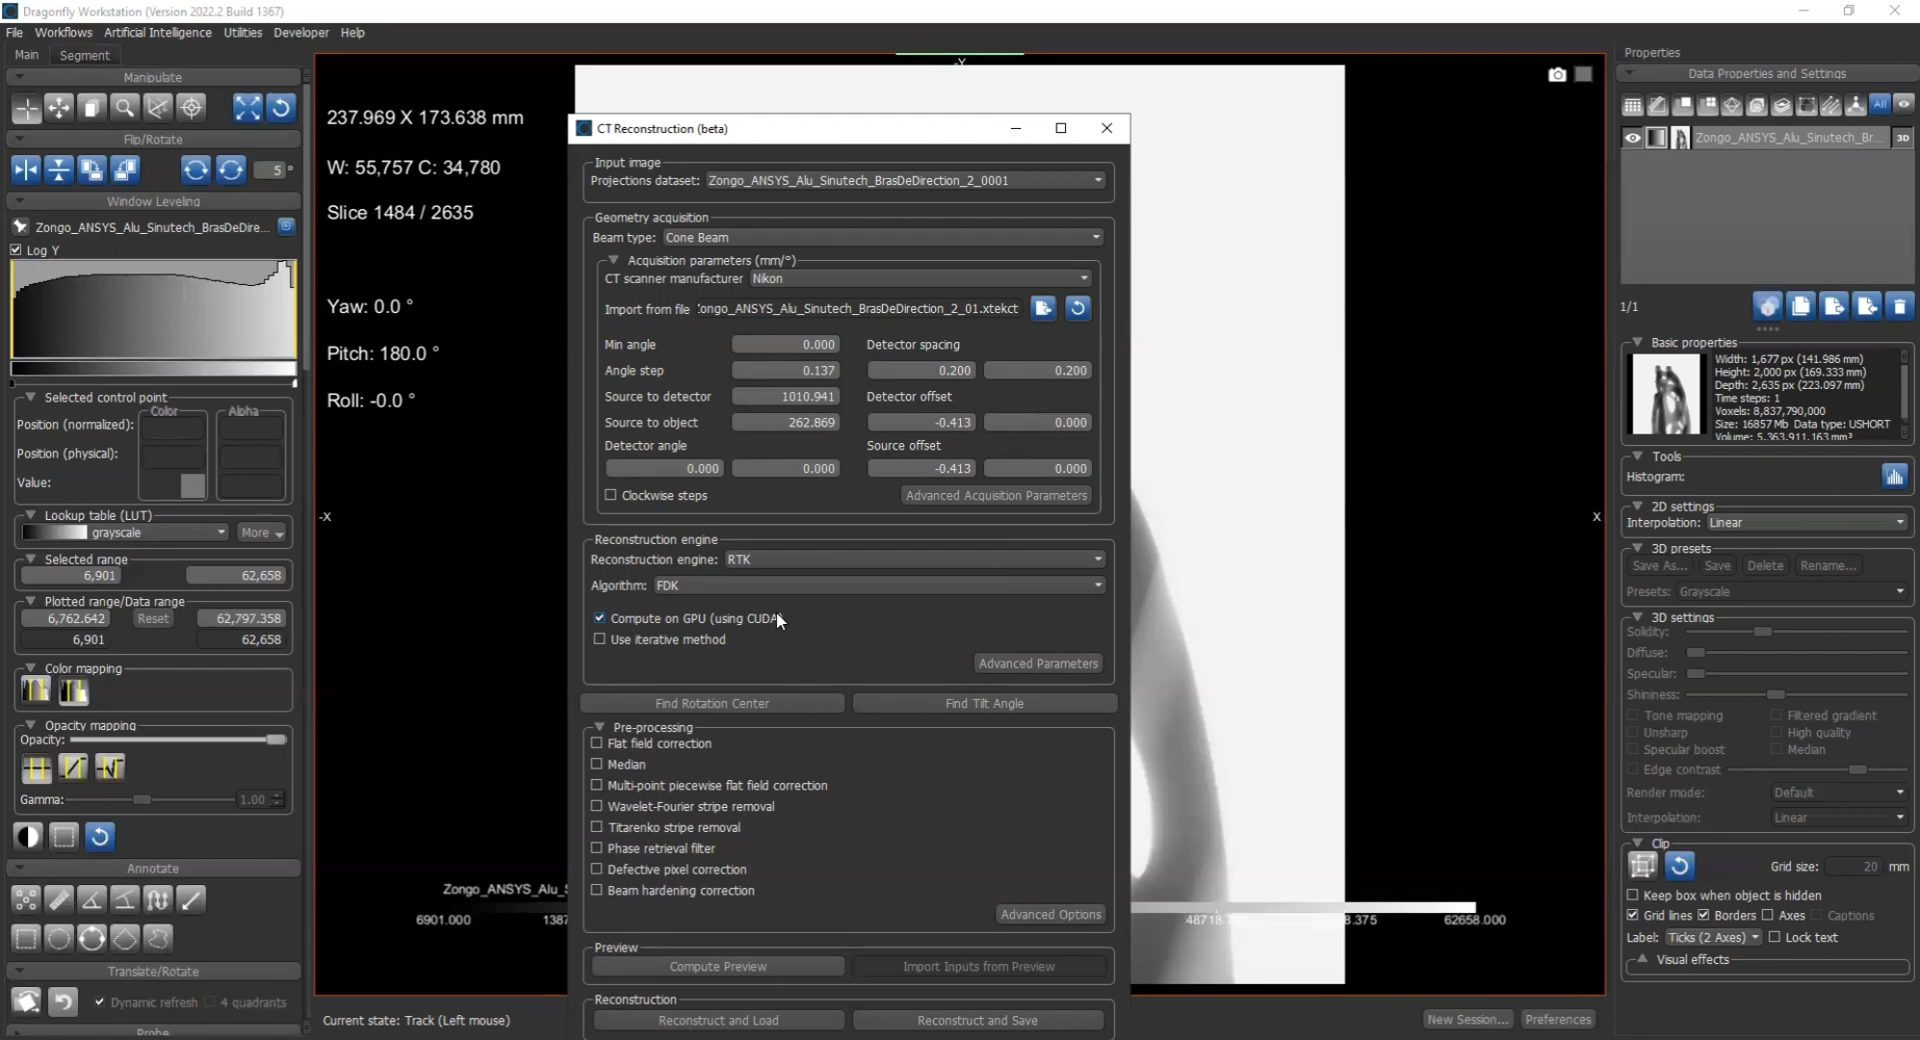 Dragonfly Workstation (Version 2022.2 Build 1367)
File Workflows Artificial Intelligence Utilities Developer Help
Main Segment
Manipulate
Flip/Rotate
5 °
Window Leveling
Zongo_ANSYS_Alu_Sinutech_BrasDeDire...
Log Y
Selected control point
Color Alpha
Position (normalized):
Position (physical):
Value:
Lookup table (LUT)
grayscale More
Selected range
6,901 62,658
Plotted range/Data range
6,762.642 Reset 62,797.358
6,901 62,658
Color mapping
Opacity mapping
Opacity:
Gamma: 1.00
Annotate
Translate/Rotate
Dynamic refresh 4 quadrants
Probe
-Y
237.969 X 173.638 mm
W: 55,757 C: 34,780
Slice 1484 / 2635
Yaw: 0.0 °
Pitch: 180.0 °
Roll: -0.0 °
-X
X
Zongo_ANSYS_Alu_S
6901.000 1387 48718. 3.375 62658.000
Current state: Track (Left mouse)
New Session... Preferences
CT Reconstruction (beta)
Input image
Projections dataset: Zongo_ANSYS_Alu_Sinutech_BrasDeDirection_2_0001
Geometry acquisition
Beam type: Cone Beam
Acquisition parameters (mm/°)
CT scanner manufacturer Nikon
Import from file ongo_ANSYS_Alu_Sinutech_BrasDeDirection_2_01.xtekct
Min angle 0.000 Detector spacing
Angle step 0.137 0.200 0.200
Source to detector 1010.941 Detector offset
Source to object 262.869 -0.413 0.000
Detector angle Source offset
0.000 0.000 -0.413 0.000
Clockwise steps Advanced Acquisition Parameters
Reconstruction engine
Reconstruction engine: RTK
Algorithm: FDK
Compute on GPU (using CUDA)
Use iterative method
Advanced Parameters
Find Rotation Center Find Tilt Angle
Pre-processing
Flat field correction
Median
Multi-point piecewise flat field correction
Wavelet-Fourier stripe removal
Titarenko stripe removal
Phase retrieval filter
Defective pixel correction
Beam hardening correction
Advanced Options
Preview
Compute Preview Import Inputs from Preview
Reconstruction
Reconstruct and Load Reconstruct and Save
Properties
Data Properties and Settings
All
Zongo_ANSYS_Alu_Sinutech_Br... 3D
1/1
Basic properties
Width: 1,677 px (141.986 mm)
Height: 2,000 px (169.333 mm)
Depth: 2,635 px (223.097 mm)
Time steps: 1
Voxels: 8,837,790,000
Size: 16857 Mb Data type: USHORT
Volume: 5,363,911.163 mm³
Tools
Histogram:
2D settings
Interpolation: Linear
3D presets
Save As... Save Delete Rename...
Presets: Grayscale
3D settings
Solidity:
Diffuse:
Specular:
Shininess:
Tone mapping Filtered gradient
Unsharp High quality
Specular boost Median
Edge contrast
Render mode: Default
Interpolation: Linear
Clip
Grid size: 20 mm
Keep box when object is hidden
Grid lines Borders Axes Captions
Label: Ticks (2 Axes) Lock text
Visual effects